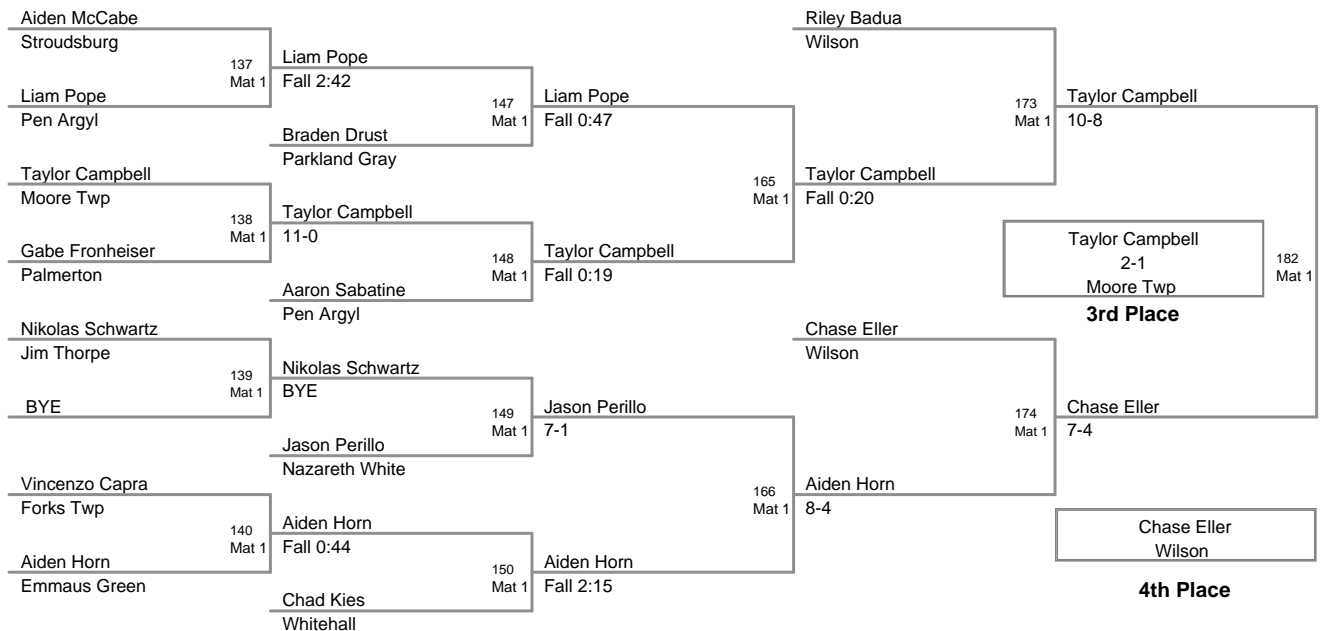 Aiden McCabe
Stroudsburg
137
Mat 1
Liam Pope
Pen Argyl
Taylor Campbell
Moore Twp
138
Mat 1
Gabe Fronheiser
Palmerton
Nikolas Schwartz
Jim Thorpe
139
Mat 1
BYE
Vincenzo Capra
Forks Twp
140
Mat 1
Aiden Horn
Emmaus Green
Liam Pope
Fall 2:42
147
Mat 1
Braden Drust
Parkland Gray
Taylor Campbell
11-0
148
Mat 1
Aaron Sabatine
Pen Argyl
Nikolas Schwartz
BYE
149
Mat 1
Jason Perillo
Nazareth White
Aiden Horn
Fall 0:44
150
Mat 1
Chad Kies
Whitehall
Liam Pope
Fall 0:47
165
Mat 1
Taylor Campbell
Fall 0:19
Jason Perillo
7-1
166
Mat 1
Aiden Horn
Fall 2:15
Riley Badua
Wilson
173
Mat 1
Taylor Campbell
Fall 0:20
Chase Eller
Wilson
174
Mat 1
Aiden Horn
8-4
Taylor Campbell
10-8
182
Mat 1
Chase Eller
7-4
Taylor Campbell
2-1
Moore Twp
3rd Place
Chase Eller
Wilson
4th Place